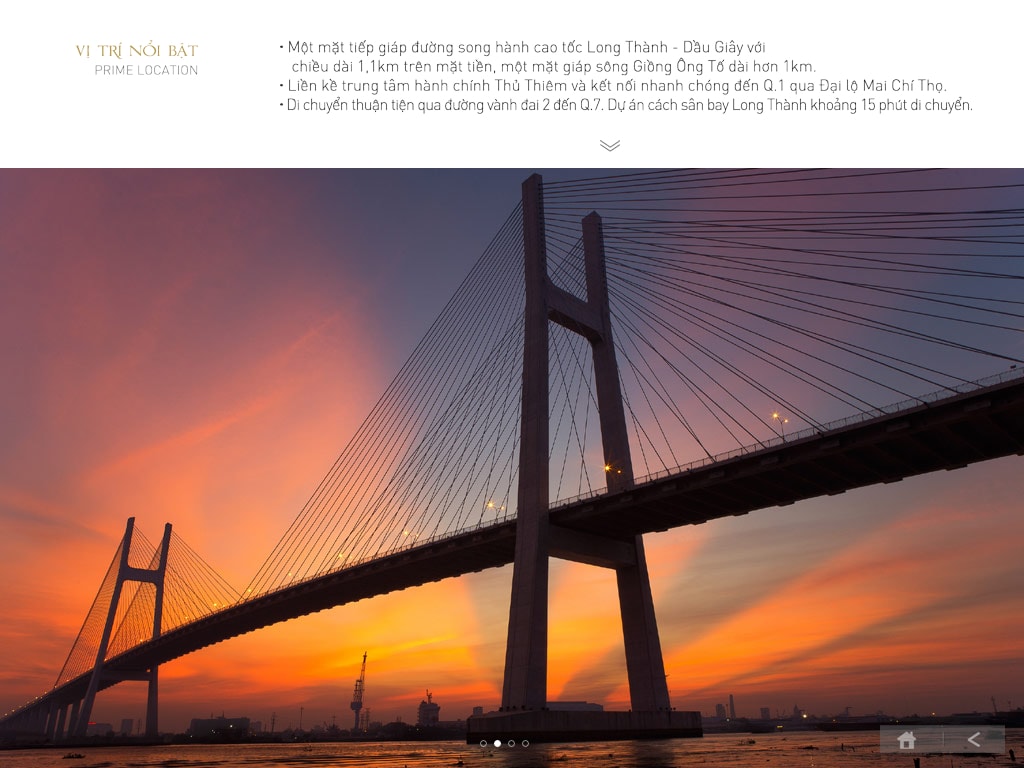 VỊ TRÍ NỔI BẬT
PRIME LOCATION
• Một mặt tiếp giáp đường song hành cao tốc Long Thành - Dầu Giây với
chiều dài 1,1km trên mặt tiền, một mặt giáp sông Giồng Ông Tố dài hơn 1km.
• Liền kề trung tâm hành chính Thủ Thiêm và kết nối nhanh chóng đến Q.1 qua Đại lộ Mai Chí Thọ.
• Di chuyển thuận tiện qua đường vành đai 2 đến Q.7. Dự án cách sân bay Long Thành khoảng 15 phút di chuyển.